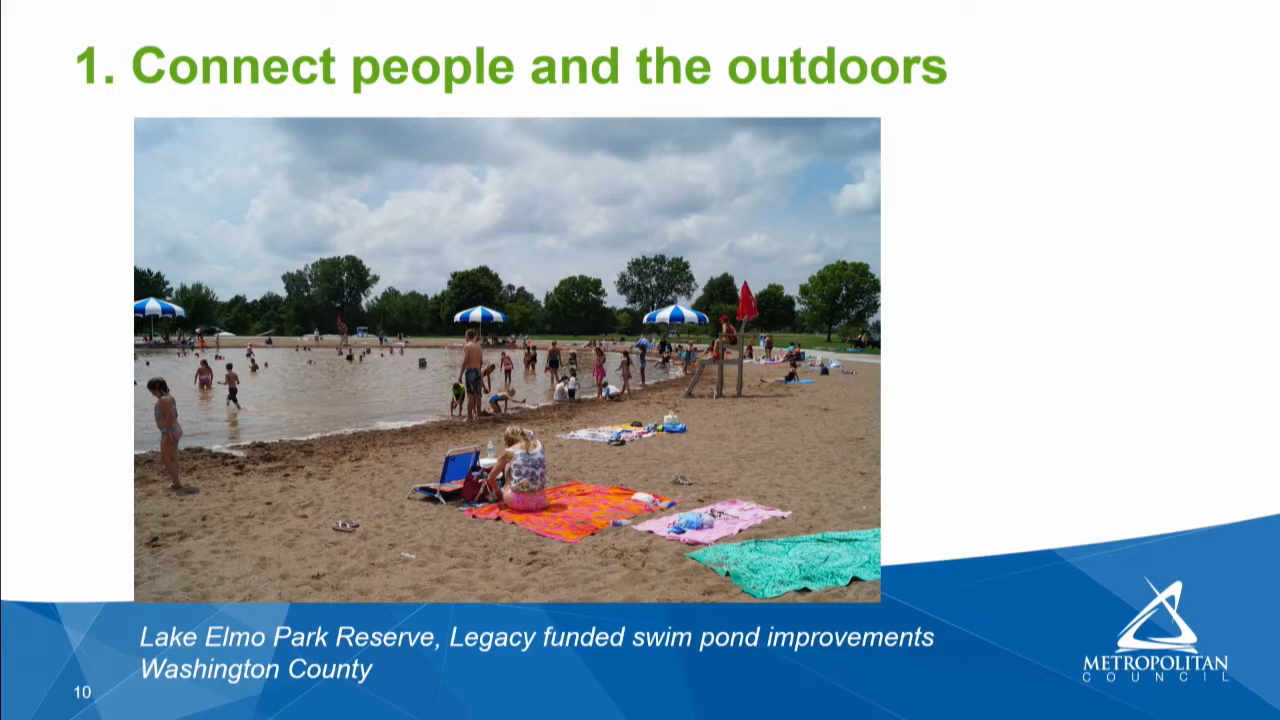 1. Connect people and the outdoors
Lake Elmo Park Reserve, Legacy funded swim pond improvements
Washington County
10
METROPOLITAN
COUNCIL